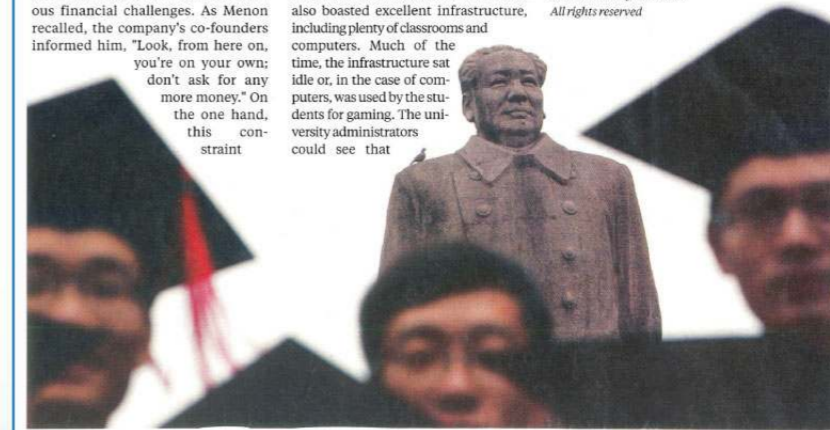 ous financial challenges. As Menon
recalled, the company's co-founders
informed him, "Look, from here on,
you're on your own;
don't ask for any
more money." On
the one hand,
this con-
straint
also boasted excellent infrastructure,
including plenty of classrooms and
computers. Much of the
time, the infrastructure sat
idle or, in the case of com-
puters, was used by the stu-
dents for gaming. The uni-
versity administrators
could see that
All rights reserved